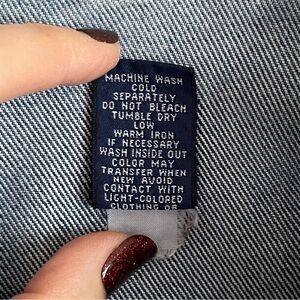 MACHINE WASH
COLD
SEPARATELY
DO NOT BLEACH
TUMBLE DRY
LOW
WARM IRON
IF NECESSARY
WASH INSIDE OUT
COLOR MAY
TRANSFER WHEN
NEW AVOID
CONTACT WITH
LIGHT-COLORED
CLOTHING OR